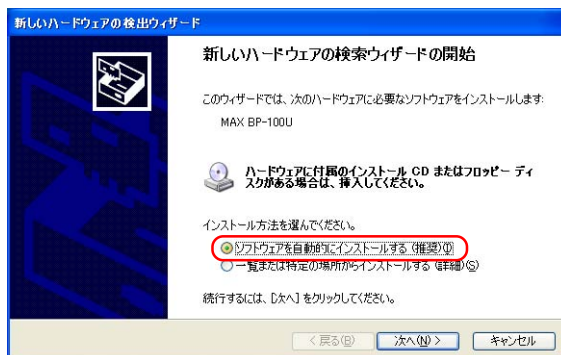 新しいハードウェアの検出ウィザード
新しいハードウェアの検索ウィザードの開始
このウィザードでは、次のハードウェアに必要なソフトウェアをインストールします:
MAX BP-100U
ハードウェアに付属のインストール CD またはフロッピー ディ
スクがある場合は、挿入してください。
インストール方法を選んでください。
ソフトウェアを自動的にインストールする (推奨)(I)
一覧または特定の場所からインストールする (詳細)(S)
続行するには、[次へ] をクリックしてください。
< 戻る(B) 次へ(N) > キャンセル